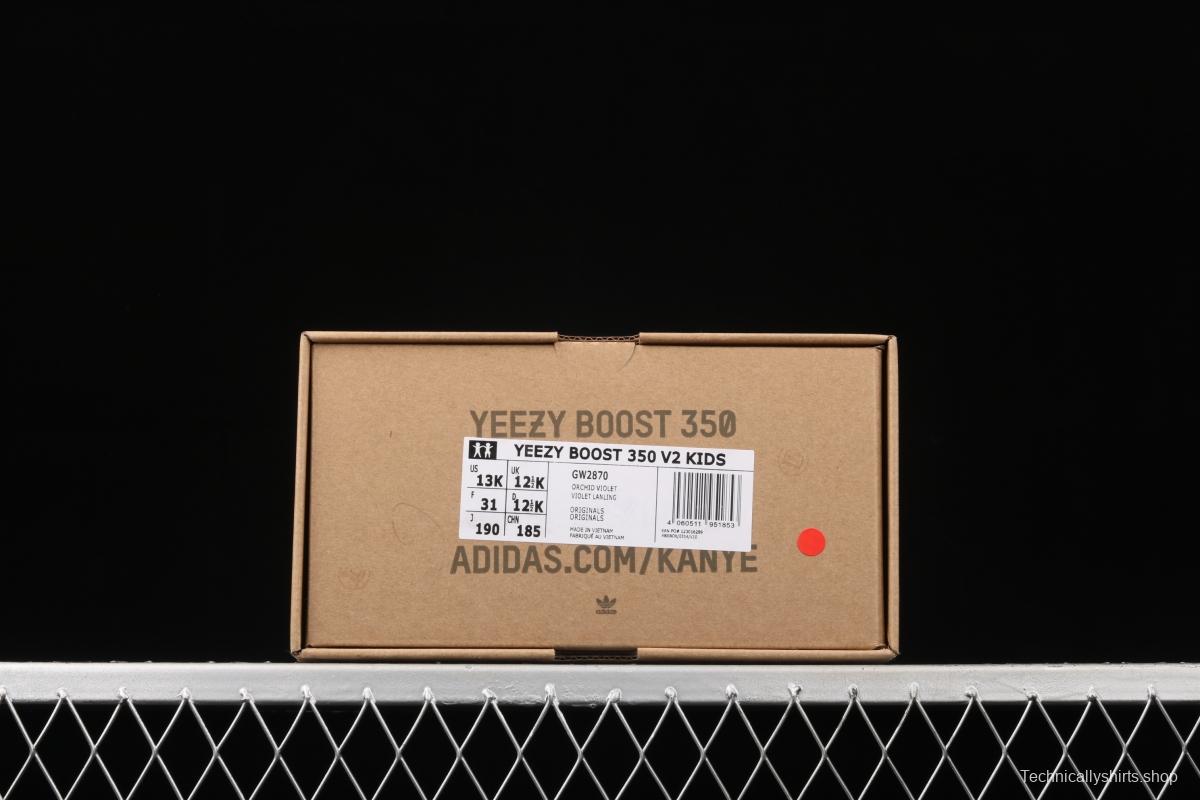 YEEZY BOOST 350
YEEZY BOOST 350 V2 KIDS
US 13K UK 12½K
F 31 D 12½K
J 190 CHN 185
GW2870
ORCHID VIOLET
VIOLET LANLING
ORIGINALS
ORIGINALS
MADE IN VIETNAM
FABRIQUÉ AU VIETNAM
4 060511 951853
ADIDAS.COM/KANYE
Technicallyshirts.shop